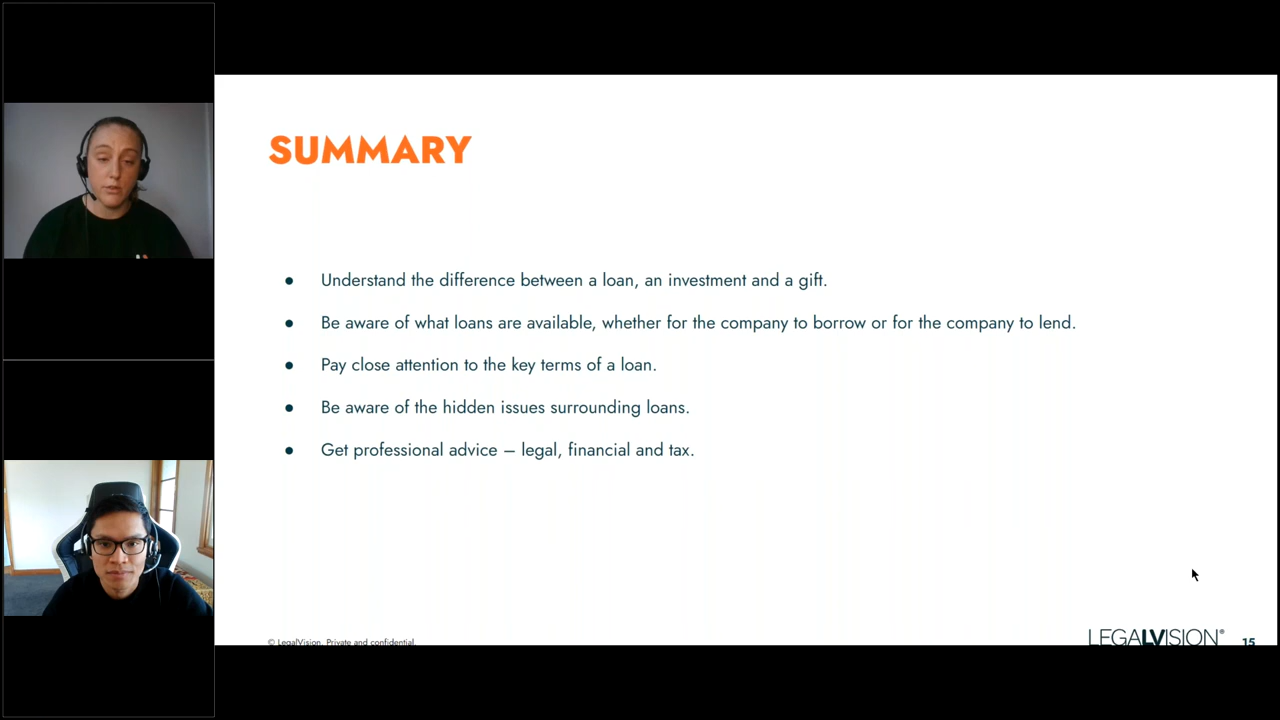 SUMMARY
● Understand the difference between a loan, an investment and a gift.
● Be aware of what loans are available, whether for the company to borrow or for the company to lend.
● Pay close attention to the key terms of a loan.
● Be aware of the hidden issues surrounding loans.
● Get professional advice – legal, financial and tax.
© LegalVision. Private and confidential.
LEGALVISION®
15